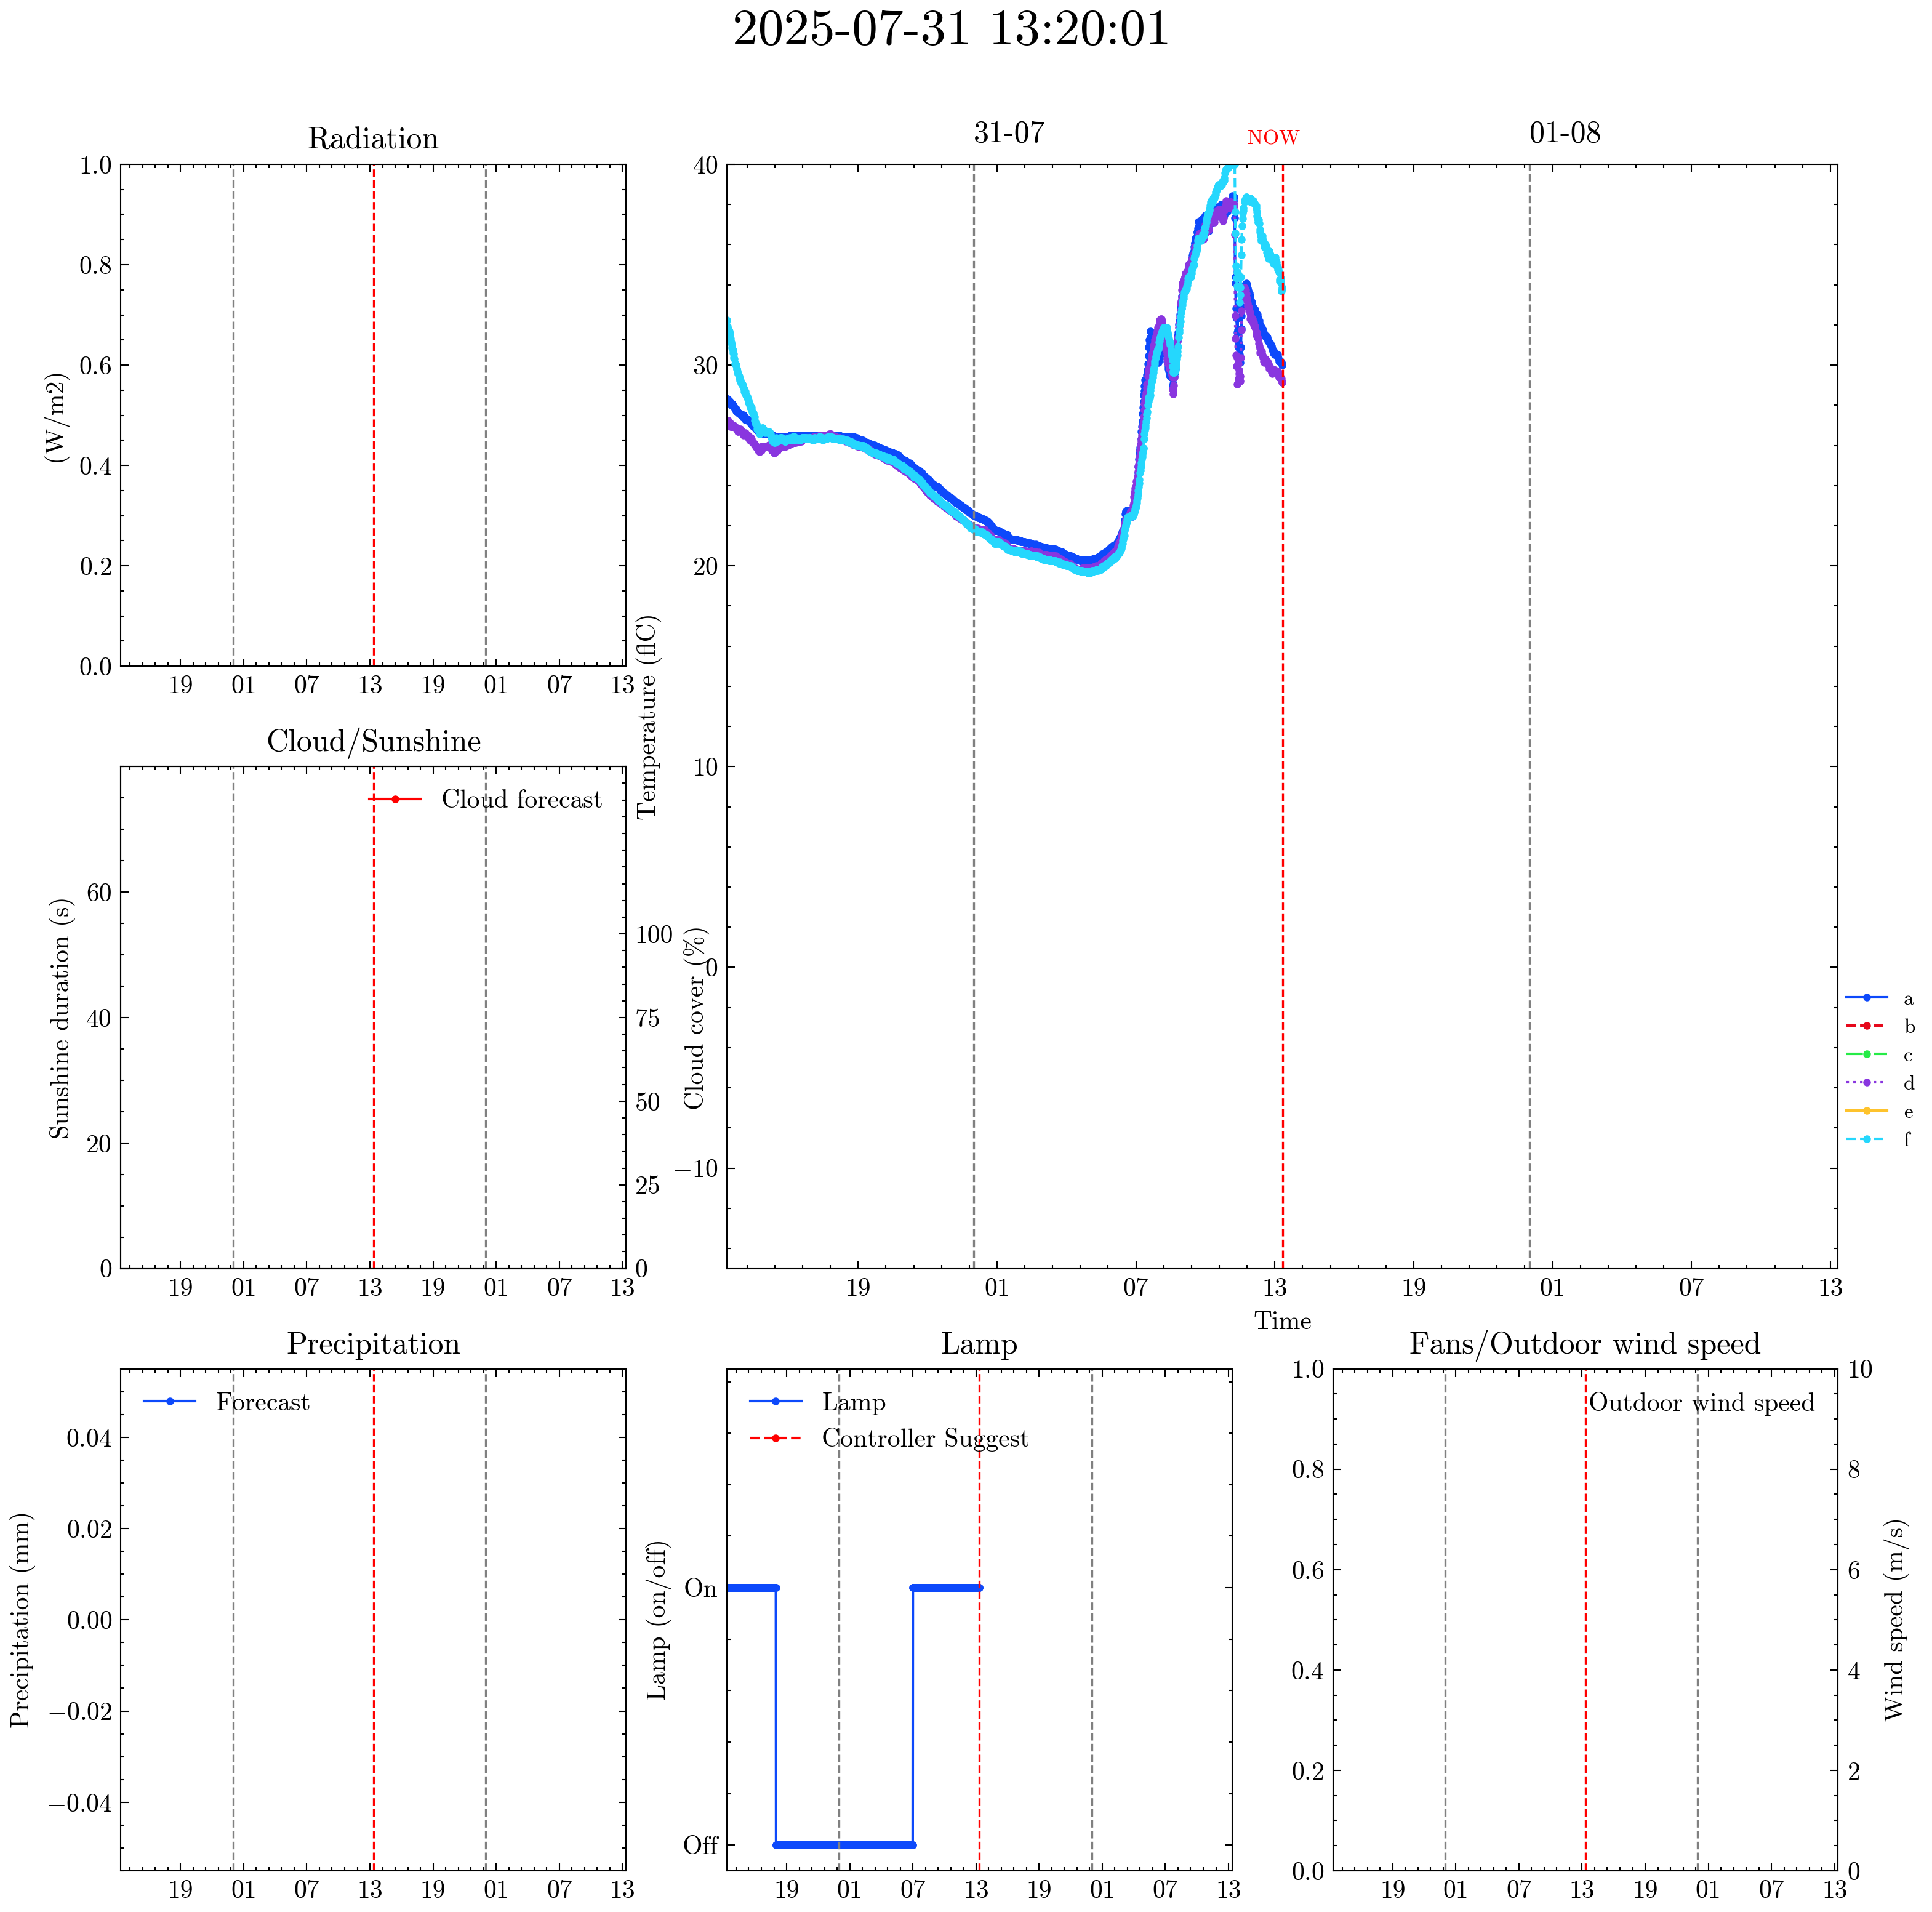 2025-07-31 13:20:01
Radiation
1.0
0.8
0.6
0.4
0.2
0.0
(W/m2)
19 01 07 13 19 01 07 13
31-07 NOW 01-08
40
30
20
10
0
−10
Temperature (flC)
19 01 07 13 19 01 07 13
Time
a
b
c
d
e
f
Cloud/Sunshine
Cloud forecast
60
40
20
0
Sunshine duration (s)
100
75
50
25
0
Cloud cover (%)
19 01 07 13 19 01 07 13
Precipitation
Forecast
0.04
0.02
0.00
−0.02
−0.04
Precipitation (mm)
19 01 07 13 19 01 07 13
Lamp
Lamp
Controller Suggest
On
Off
Lamp (on/off)
19 01 07 13 19 01 07 13
Fans/Outdoor wind speed
Outdoor wind speed
1.0
0.8
0.6
0.4
0.2
0.0
10
8
6
4
2
0
Wind speed (m/s)
19 01 07 13 19 01 07 13